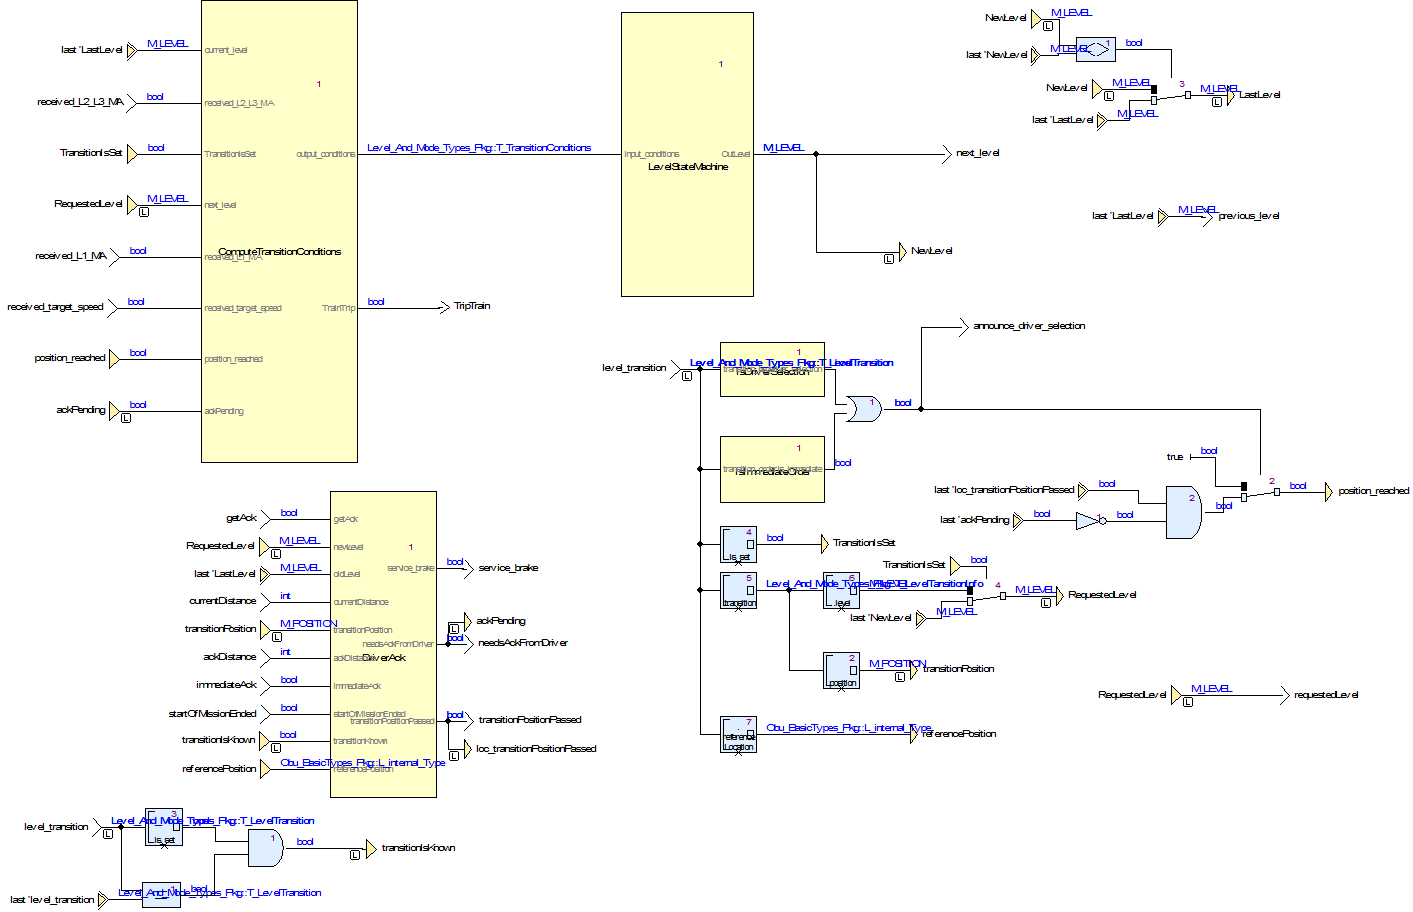 last 'LastLevel
M_LEVEL
current_level
received_L2_L3_MA
bool
received_L2_L3_MA
1
TransitionIsSet
bool
TransitionIsSet
output_conditions
Level_And_Mode_Types_Pkg::T_TransitionConditions
RequestedLevel
M_LEVEL
L
next_level
ComputeTransitionConditions
received_L1_MA
bool
received_L1_MA
received_target_speed
bool
received_target_speed
TrainTrip
bool
TripTrain
position_reached
bool
position_reached
ackPending
bool
L
ackPending
1
input_conditions
OutLevel
LevelStateMachine
M_LEVEL
next_level
L
NewLevel
NewLevel
M_LEVEL
L
last 'NewLevel
M_LEVEL
1
bool
NewLevel
M_LEVEL
L
3
M_LEVEL
L
LastLevel
last 'LastLevel
M_LEVEL
last 'LastLevel
M_LEVEL
previous_level
announce_driver_selection
level_transition
L
Level_And_Mode_Types_Pkg::T_LevelTransition
1
IsDriverSelection
1
bool
1
transition_order
is_immediate
IsImmediateOrder
bool
true
bool
last 'loc_transitionPositionPassed
bool
last 'ackPending
bool
1
bool
2
bool
2
bool
position_reached
4
.is_set
bool
TransitionIsSet
5
.transition
6
.level
TransitionIsSet
bool
last 'NewLevel
M_LEVEL
4
M_LEVEL
L
RequestedLevel
2
.position
M_POSITION
L
transitionPosition
7
.reference
Location
Obu_BasicTypes_Pkg::L_internal_Type
referencePosition
RequestedLevel
M_LEVEL
L
requestedLevel
getAck
bool
getAck
RequestedLevel
M_LEVEL
L
newLevel
1
last 'LastLevel
M_LEVEL
oldLevel
service_brake
bool
service_brake
currentDistance
int
currentDistance
transitionPosition
M_POSITION
L
transitionPosition
L
ackPending
needsAckFromDriver
bool
needsAckFromDriver
ackDistance
int
ackDistance
DriverAck
immediateAck
bool
immediateAck
startOfMissionEnded
bool
startOfMissionEnded
transitionPositionPassed
bool
transitionPositionPassed
transitionIsKnown
bool
L
transitionKnown
L
loc_transitionPositionPassed
referencePosition
Obu_BasicTypes_Pkg::L_internal_Type
referencePosition
level_transition
L
Level_And_Mode_Types_Pkg::T_LevelTransition
3
.is_set
1
bool
L
transitionIsKnown
last 'level_transition
Level_And_Mode_Types_Pkg::T_LevelTransition
bool